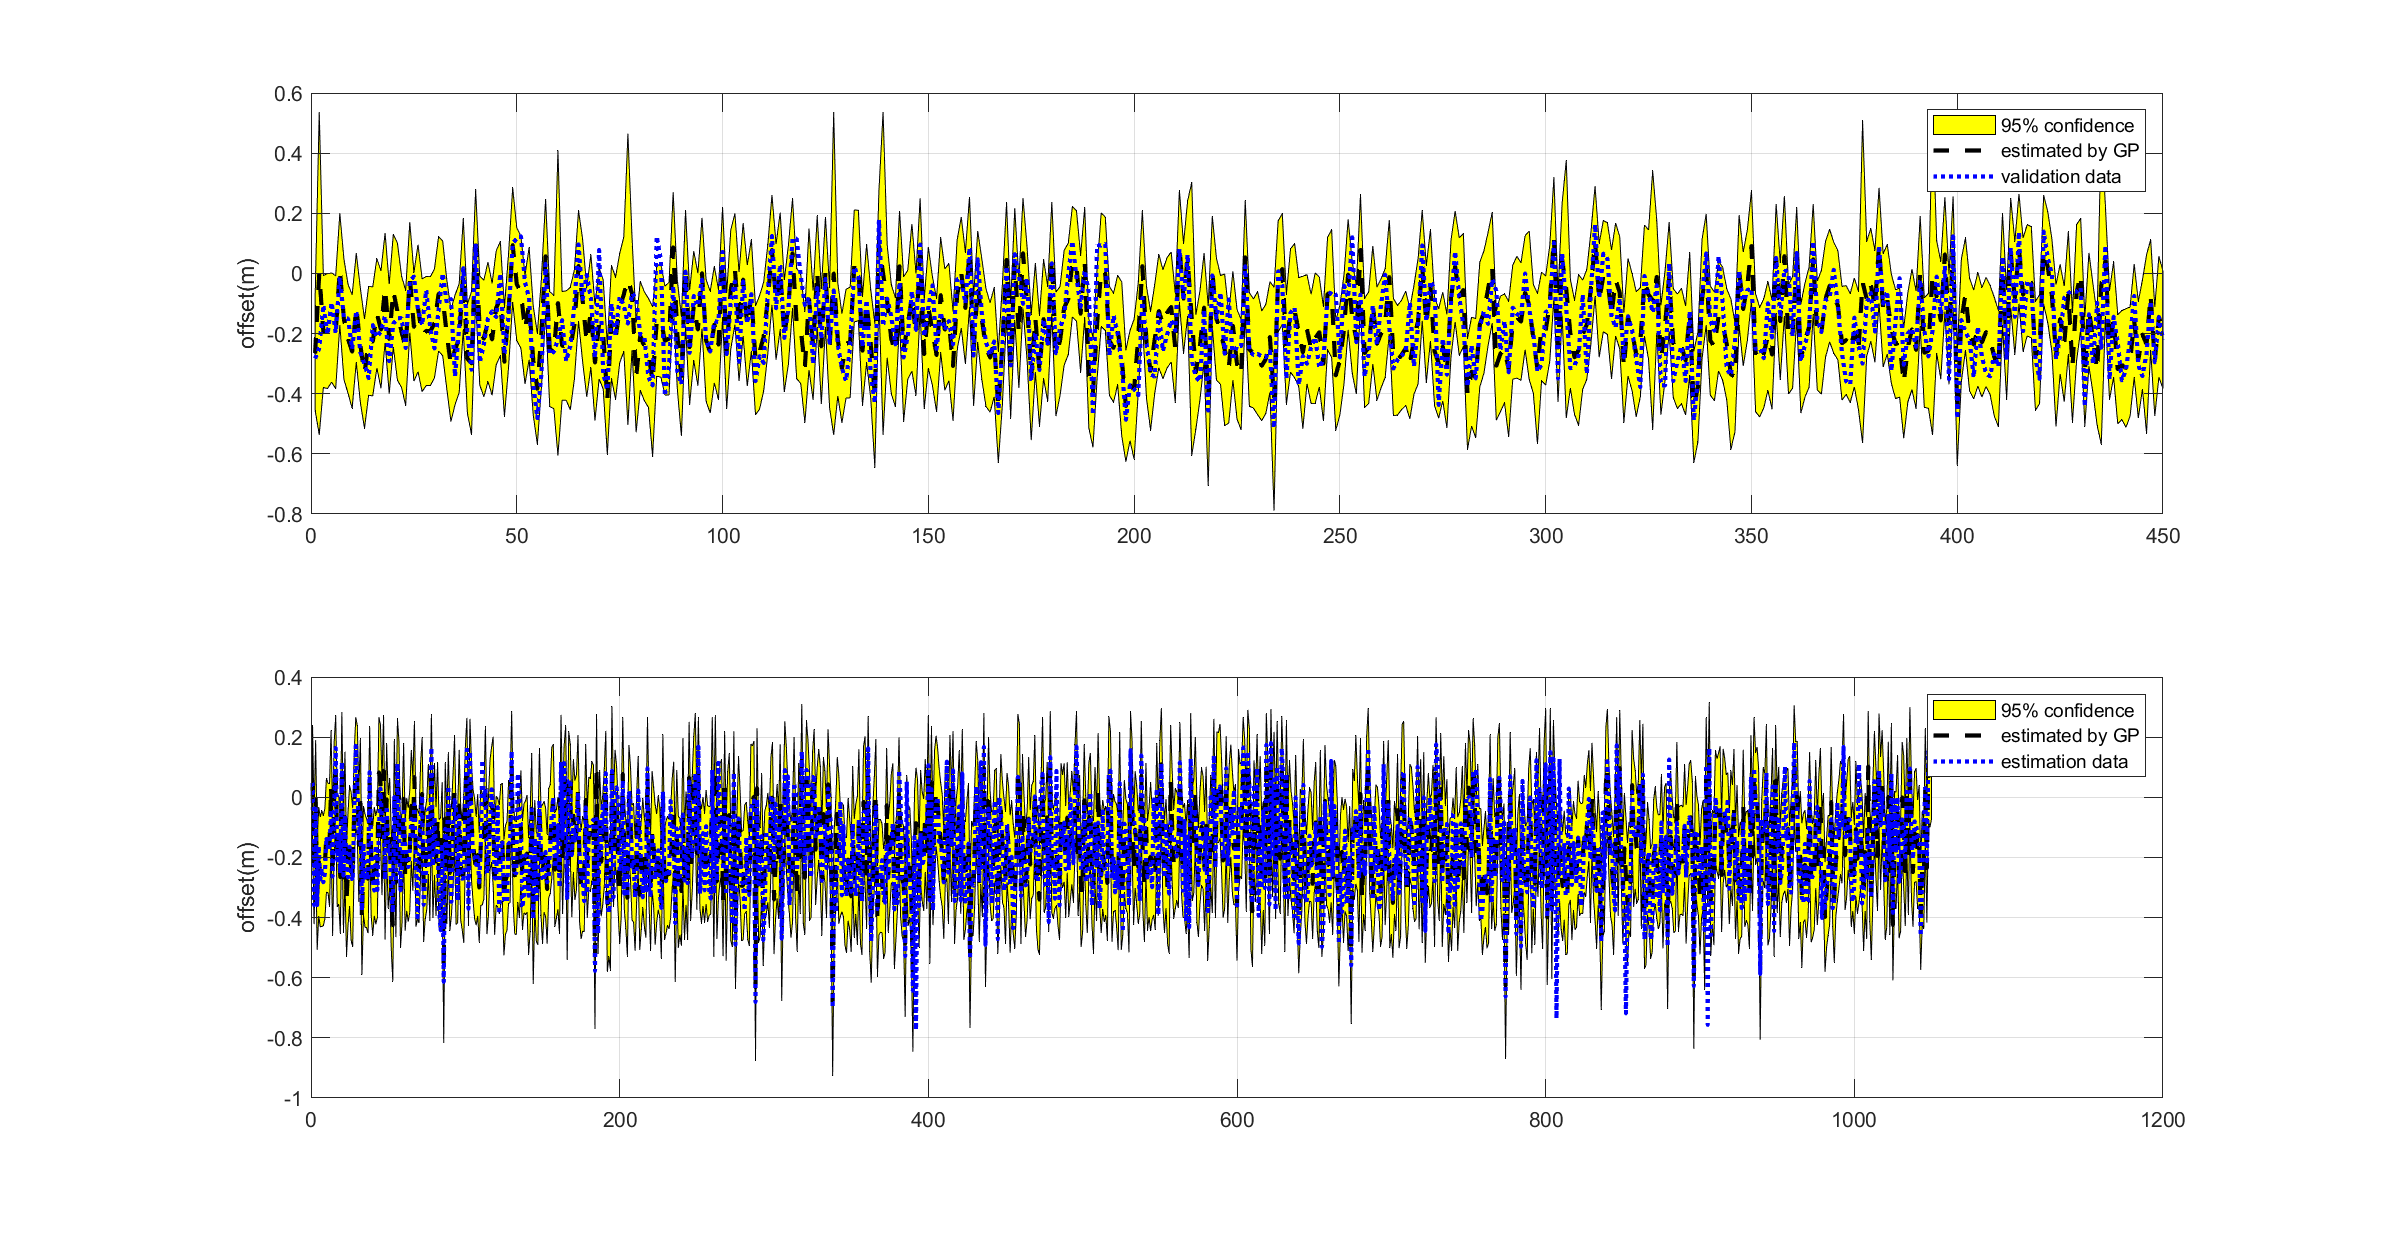 0.6
0.4
0.2
0
-0.2
-0.4
-0.6
-0.8
offset(m)
95% confidence
estimated by GP
validation data
0 50 100 150 200 250 300 350 400 450
0.4
0.2
0
-0.2
-0.4
-0.6
-0.8
-1
offset(m)
95% confidence
estimated by GP
estimation data
0 200 400 600 800 1000 1200